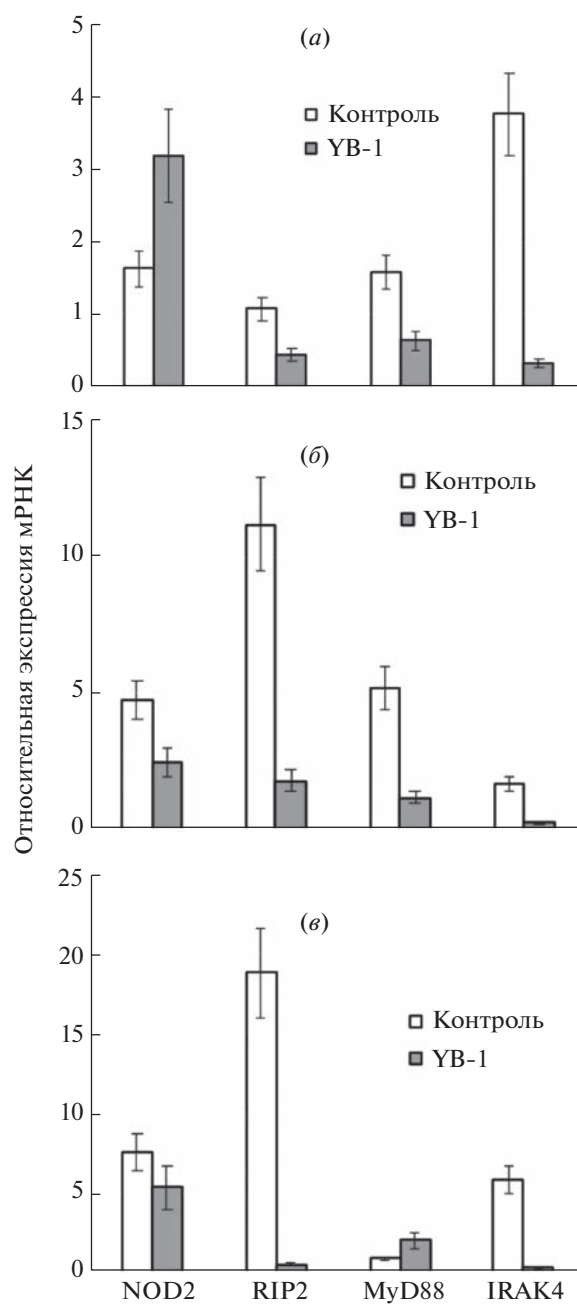 Относительная экспрессия мРНК
(а)
5
4
3
2
1
0
Контроль
YB-1
(б)
15
10
5
0
Контроль
YB-1
(в)
25
20
15
10
5
0
Контроль
YB-1
NOD2 RIP2 MyD88 IRAK4